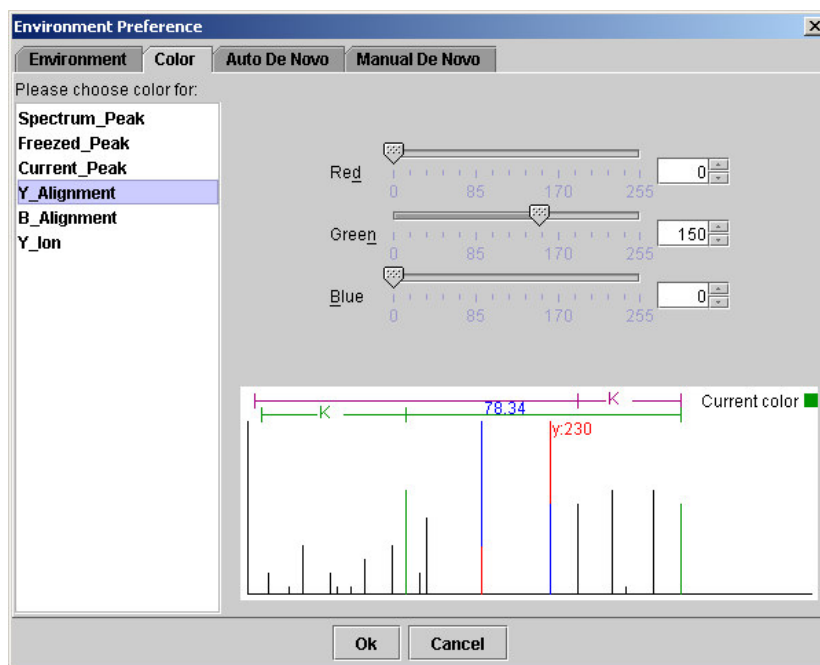 Environment Preference
Environment Color Auto De Novo Manual De Novo
Please choose color for:
Spectrum_Peak
Freezed_Peak
Current_Peak
Y_Alignment
B_Alignment
Y_Ion
Red 0
0 85 170 255
Green 150
0 85 170 255
Blue 0
0 85 170 255
K 78.34 K Current color
y:230
Ok Cancel